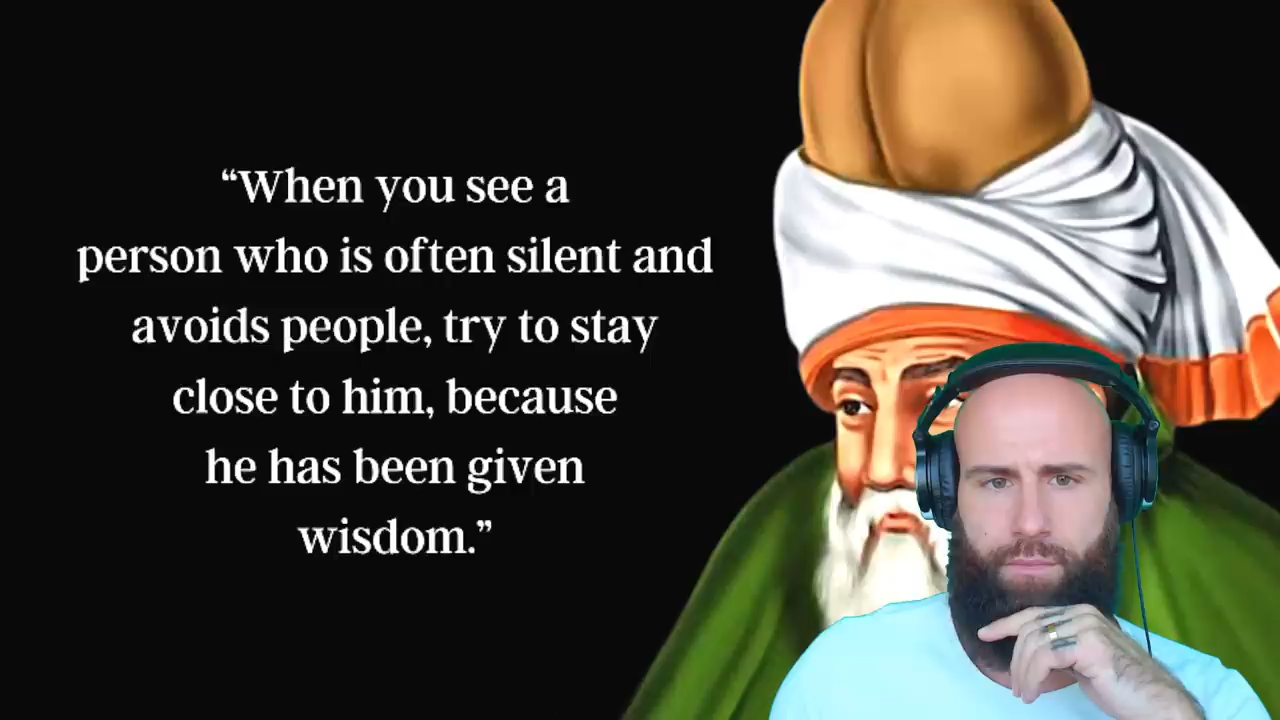 “When you see a
person who is often silent and
avoids people, try to stay
close to him, because
he has been given
wisdom.”